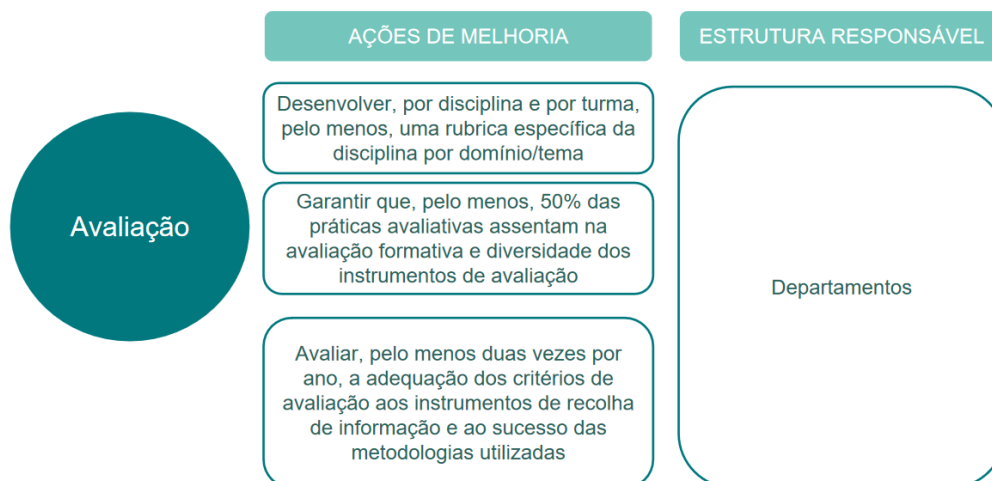 AÇÕES DE MELHORIA
ESTRUTURA RESPONSÁVEL
Avaliação
Desenvolver, por disciplina e por turma,
pelo menos, uma rubrica específica da
disciplina por domínio/tema
Garantir que, pelo menos, 50% das
práticas avaliativas assentam na
avaliação formativa e diversidade dos
instrumentos de avaliação
Avaliar, pelo menos duas vezes por
ano, a adequação dos critérios de
avaliação aos instrumentos de recolha
de informação e ao sucesso das
metodologias utilizadas
Departamentos